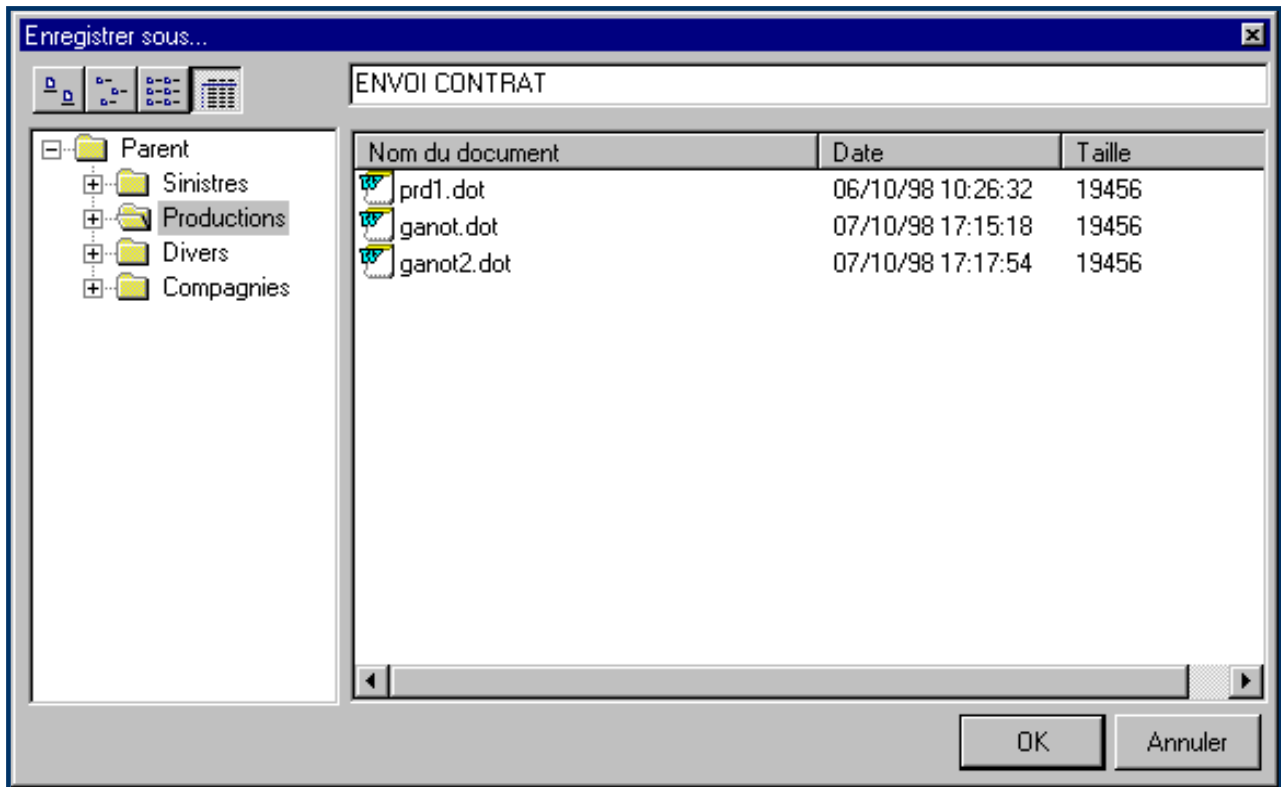 Enregistrer sous...
ENVOI CONTRAT
Parent
Sinistres
Productions
Divers
Compagnies
Nom du document Date Taille
prd1.dot 06/10/98 10:26:32 19456
ganot.dot 07/10/98 17:15:18 19456
ganot2.dot 07/10/98 17:17:54 19456
OK Annuler